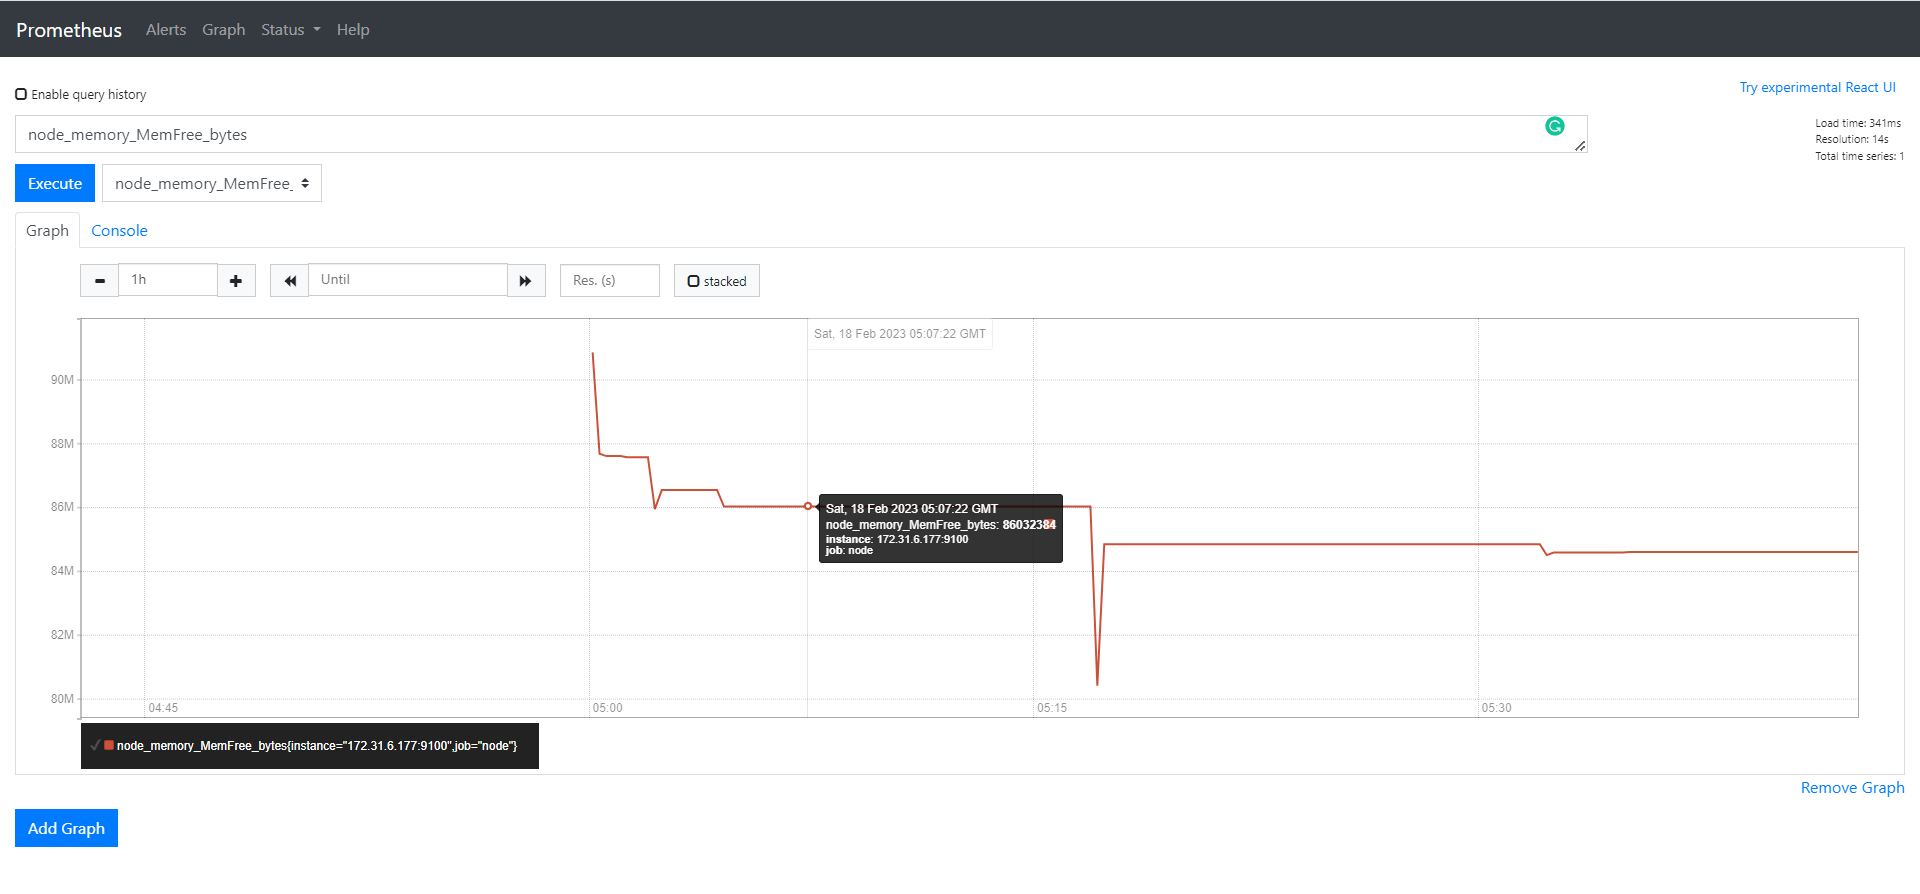 Prometheus Alerts Graph Status Help
Enable query history
Try experimental React UI
node_memory_MemFree_bytes
Load time: 341ms
Resolution: 14s
Total time series: 1
Execute node_memory_MemFree_
Graph Console
1h Until Res. (s) stacked
Sat, 18 Feb 2023 05:07:22 GMT
90M
88M
86M
84M
82M
80M
Sat, 18 Feb 2023 05:07:22 GMT
node_memory_MemFree_bytes: 86032384
instance: 172.31.6.177:9100
job: node
04:45 05:00 05:15 05:30
node_memory_MemFree_bytes{instance="172.31.6.177:9100",job="node"}
Remove Graph
Add Graph